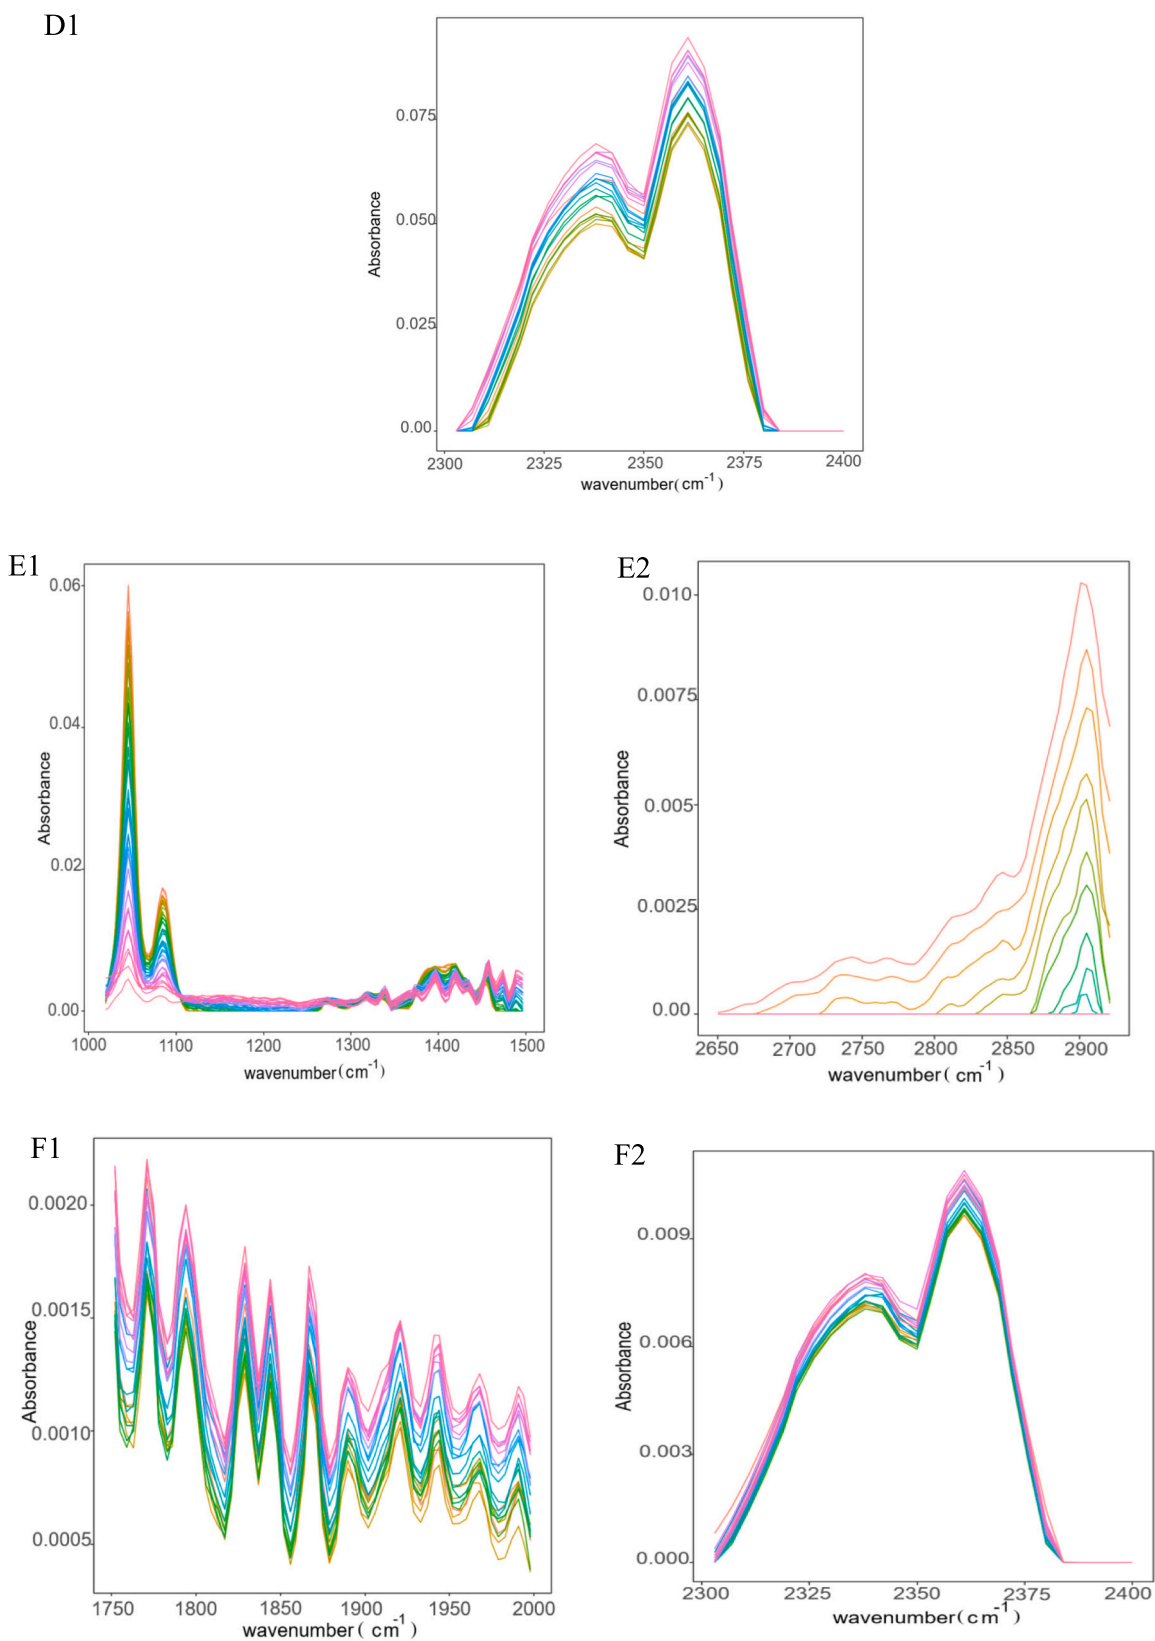 D1
0.075
0.050
0.025
0.00
Absorbance
2300 2325 2350 2375 2400
wavenumber(cm-1)
E1
0.06
0.04
0.02
0.00
Absorbance
1000 1100 1200 1300 1400 1500
wavenumber(cm-1)
E2
0.010
0.0075
0.005
0.0025
0.00
Absorbance
2650 2700 2750 2800 2850 2900
wavenumber( cm-1)
F1
0.0020
0.0015
0.0010
0.0005
Absorbance
1750 1800 1850 1900 1950 2000
wavenumber( cm-1)
F2
0.009
0.006
0.003
0.000
Absorbance
2300 2325 2350 2375 2400
wavenumber(cm-1)